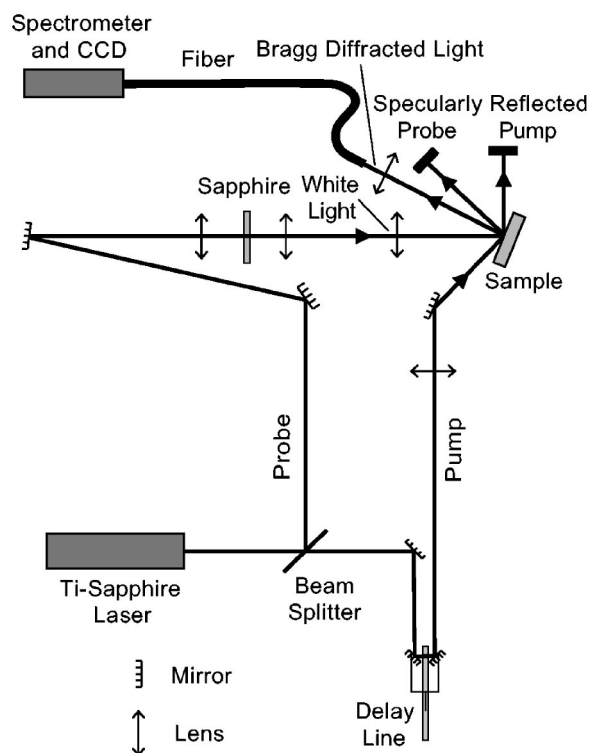 Spectrometer
and CCD
Fiber
Bragg Diffracted Light
Specularly Reflected
Probe Pump
Sapphire
White
Light
Sample
Probe
Pump
Ti-Sapphire
Laser
Beam
Splitter
Mirror
Lens
Delay
Line